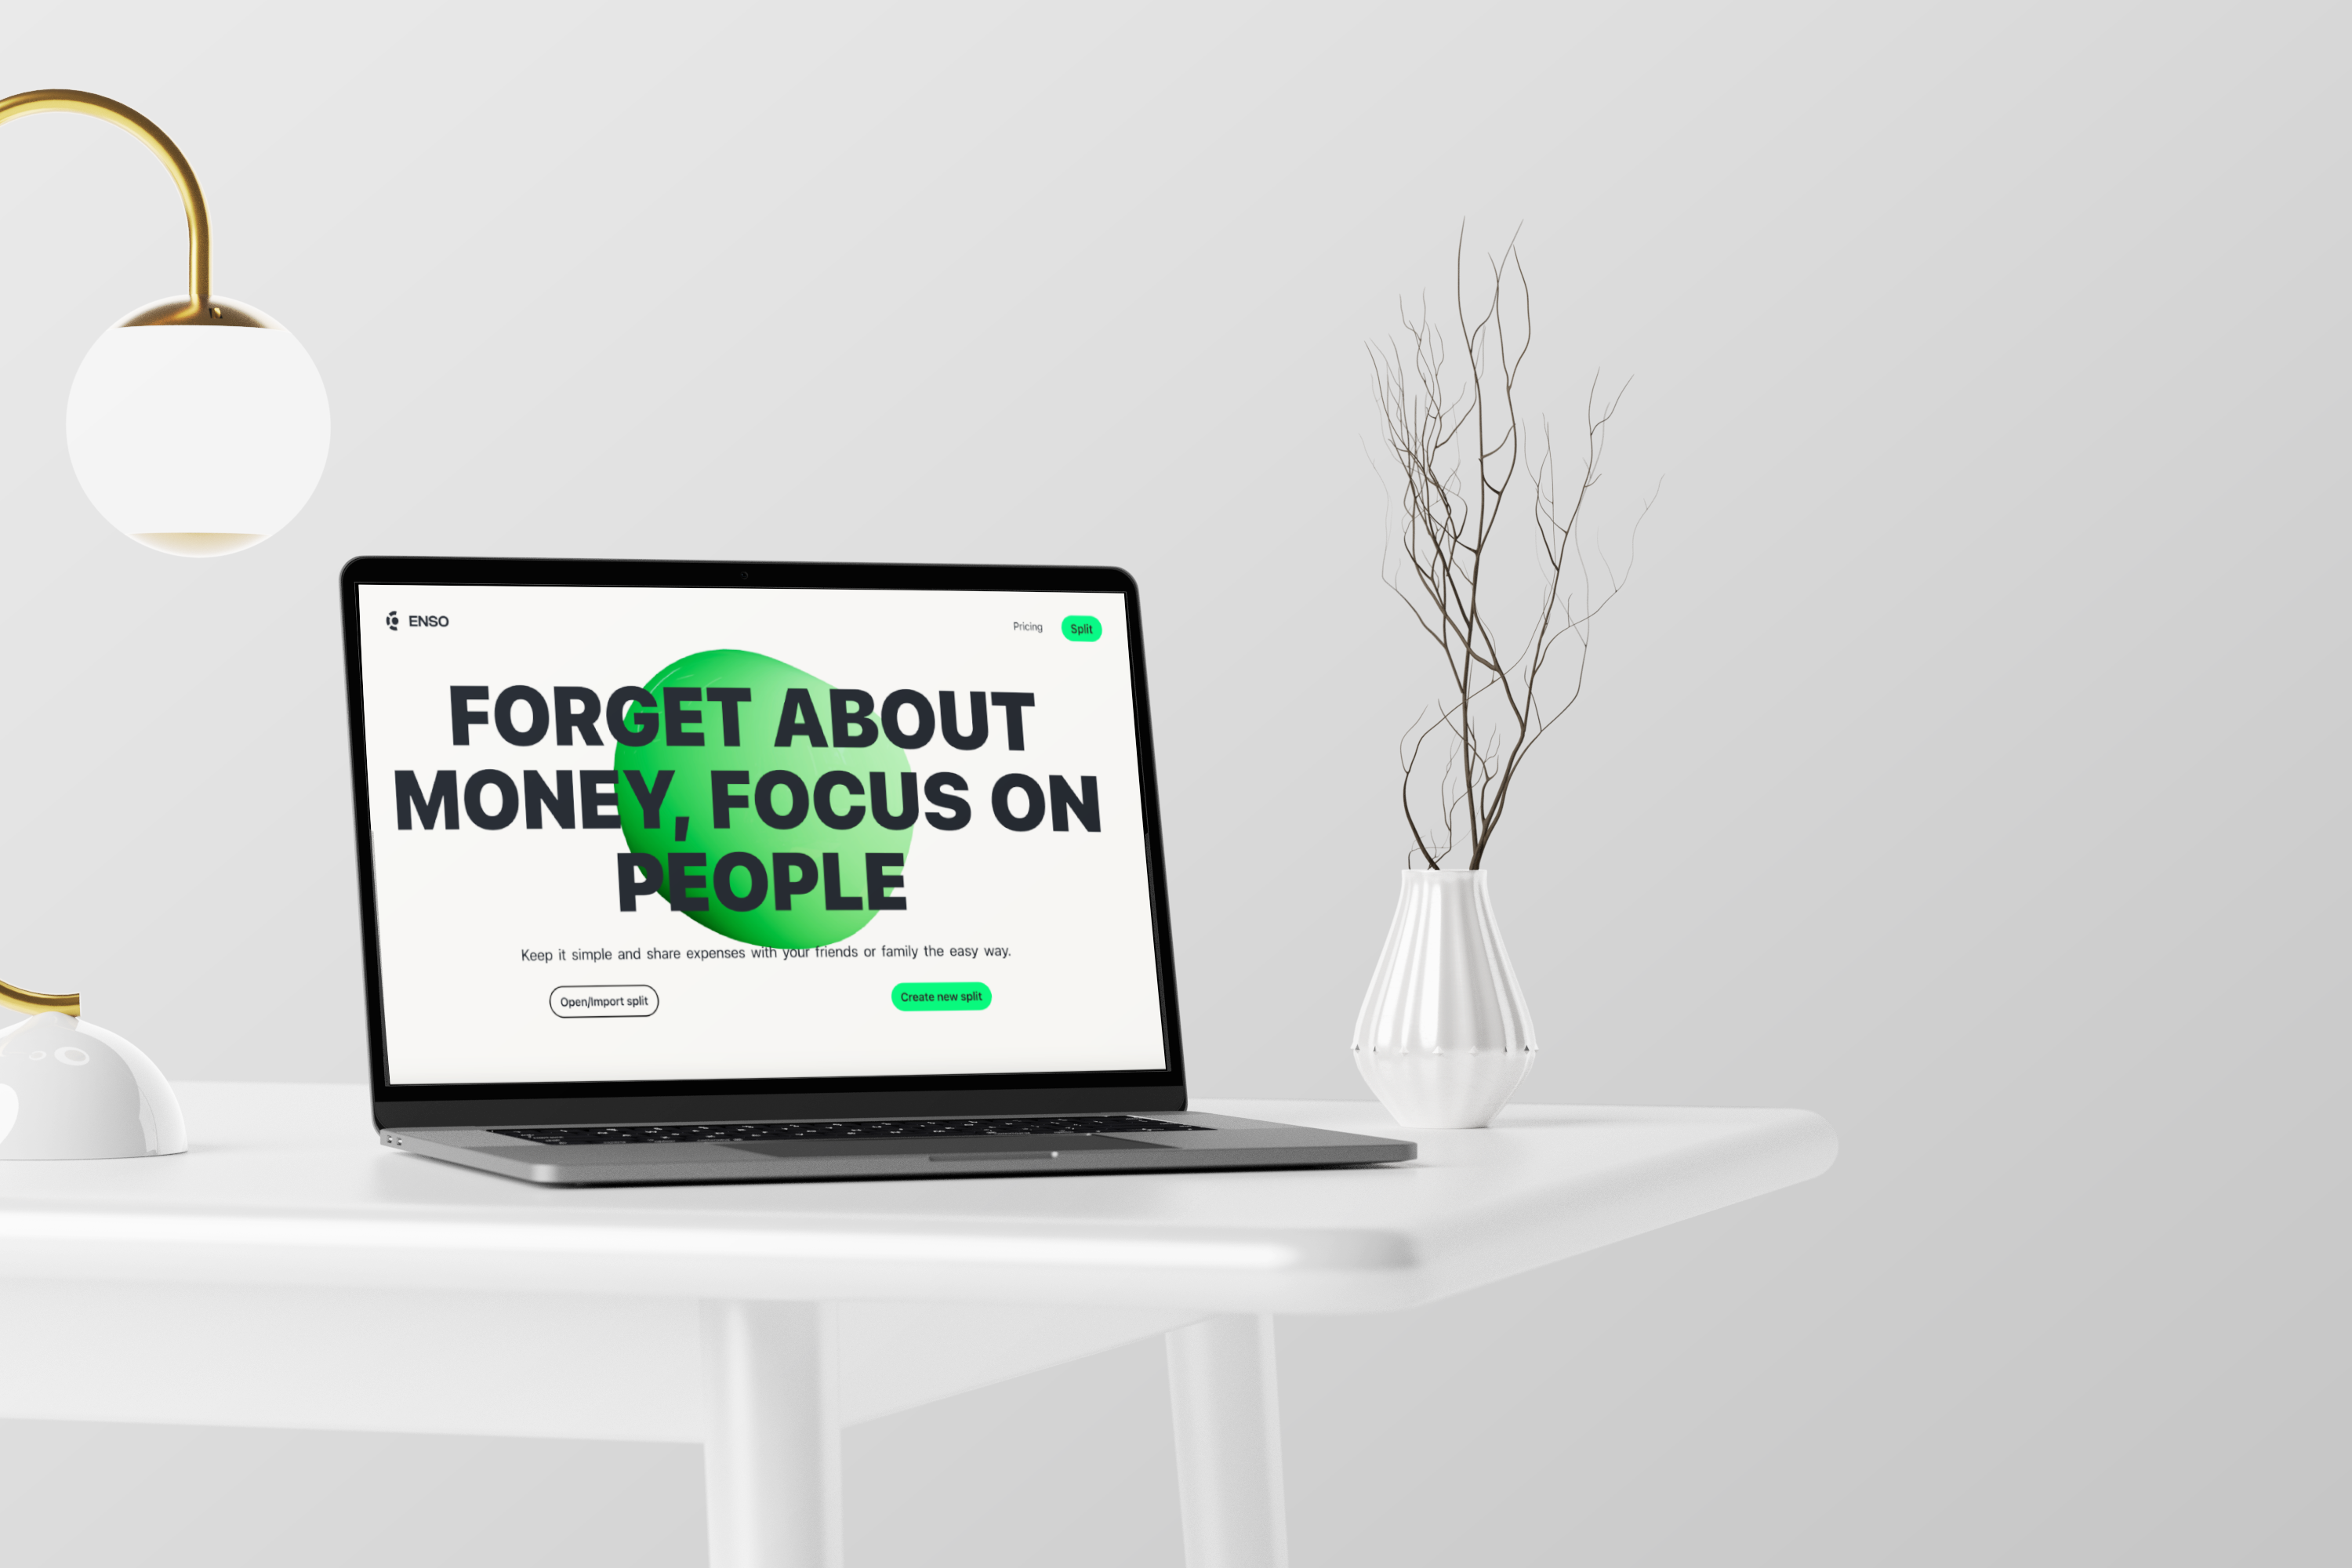 ENSO
Pricing
Split
FORGET ABOUT
MONEY, FOCUS ON
PEOPLE
Keep it simple and share expenses with your friends or family the easy way.
Open/Import split
Create new split